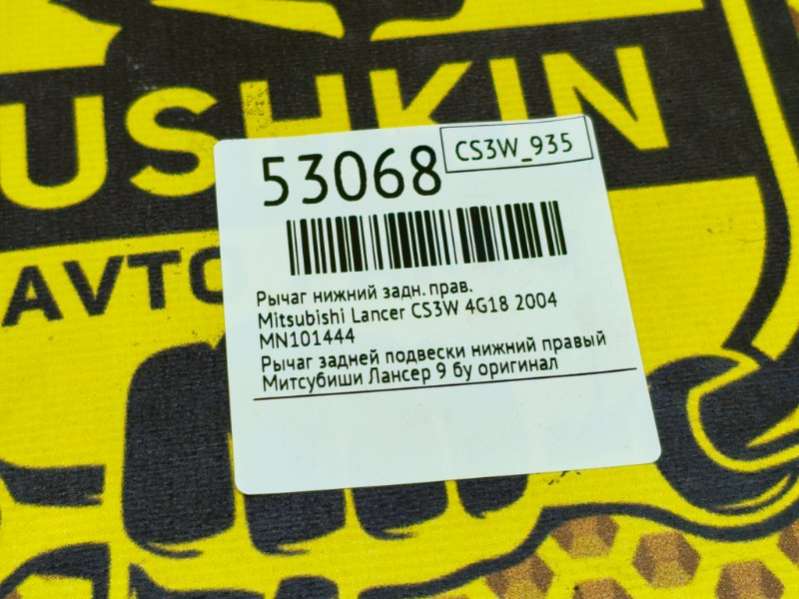 USHKIN
AVTO
53068
CS3W_935
Рычаг нижний задн. прав.
Mitsubishi Lancer CS3W 4G18 2004
MN101444
Рычаг задней подвески нижний правый
Митсубиши Лансер 9 бу оригинал